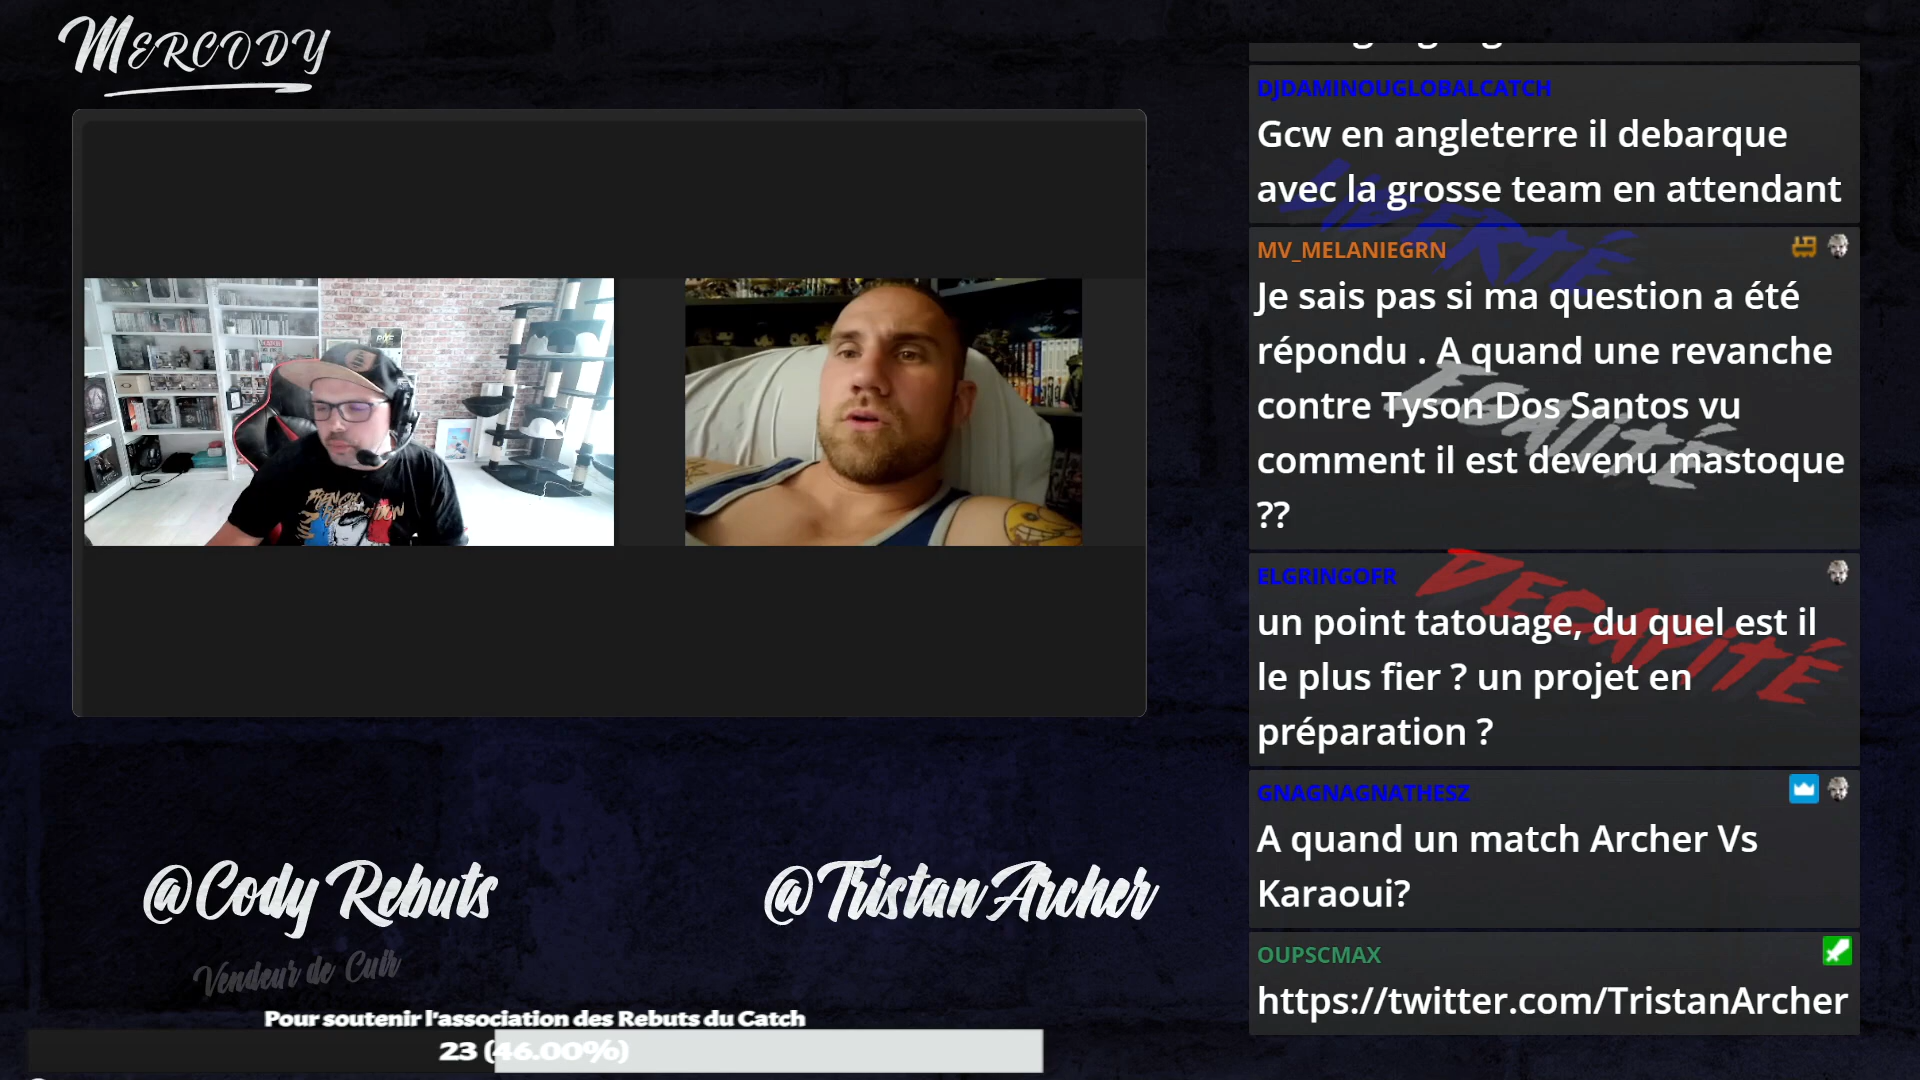 MERCODY
DJDAMINOUGLOBALCATCH
Gcw en angleterre il debarque
avec la grosse team en attendant
LIBERTÉ
MV_MELANIEGRN
Je sais pas si ma question a été
répondu . A quand une revanche
contre Tyson Dos Santos vu
comment il est devenu mastoque
??
EGALITÉ
ELGRINGOFR
un point tatouage, du quel est il
le plus fier ? un projet en
préparation ?
DECAPITÉ
GNAGNAGNATHESZ
A quand un match Archer Vs
Karaoui?
OUPSCMAX
https://twitter.com/TristanArcher
@Cody Rebuts
@Tristan Archer
Vendeur de Cuir
Pour soutenir l'association des Rebuts du Catch
23 (46.00%)